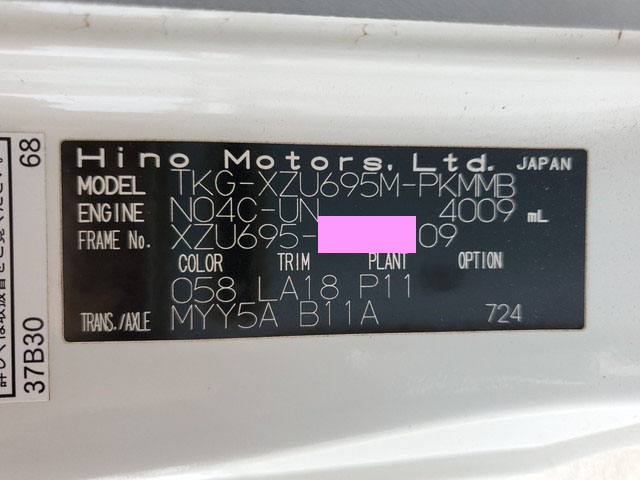 Hino Motors, Ltd. JAPAN
MODEL TKG-XZU695M-PKMMB
ENGINE N04C-UN 4009 mL
FRAME No. XZU695- 09
COLOR TRIM PLANT OPTION
058 LA18 P11
TRANS./AXLE MYY5A B11A 724
68
37B30